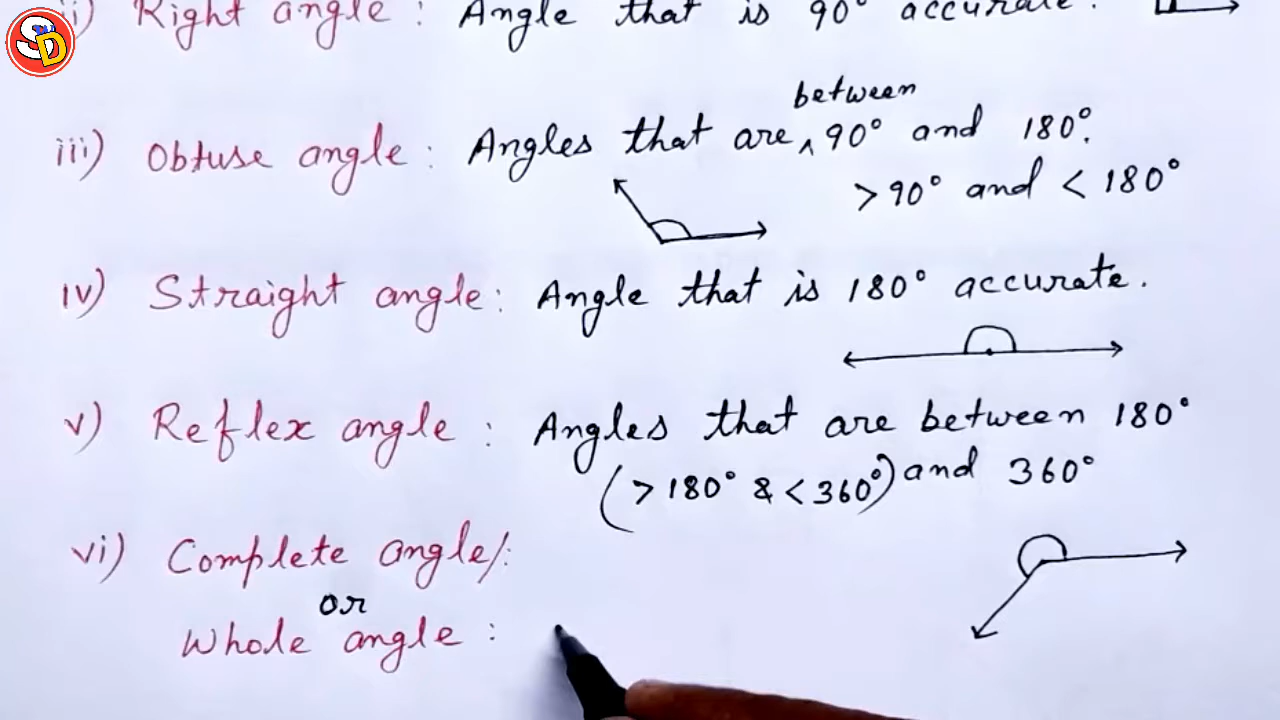 ii) Right angle : Angle that is 90° accurate.
between
iii) Obtuse angle : Angles that are ^ 90° and 180°.
> 90° and < 180°
iv) Straight angle : Angle that is 180° accurate.
v) Reflex angle : Angles that are between 180°
(> 180° & < 360°) and 360°
vi) Complete angle/:
or
Whole angle :
SD